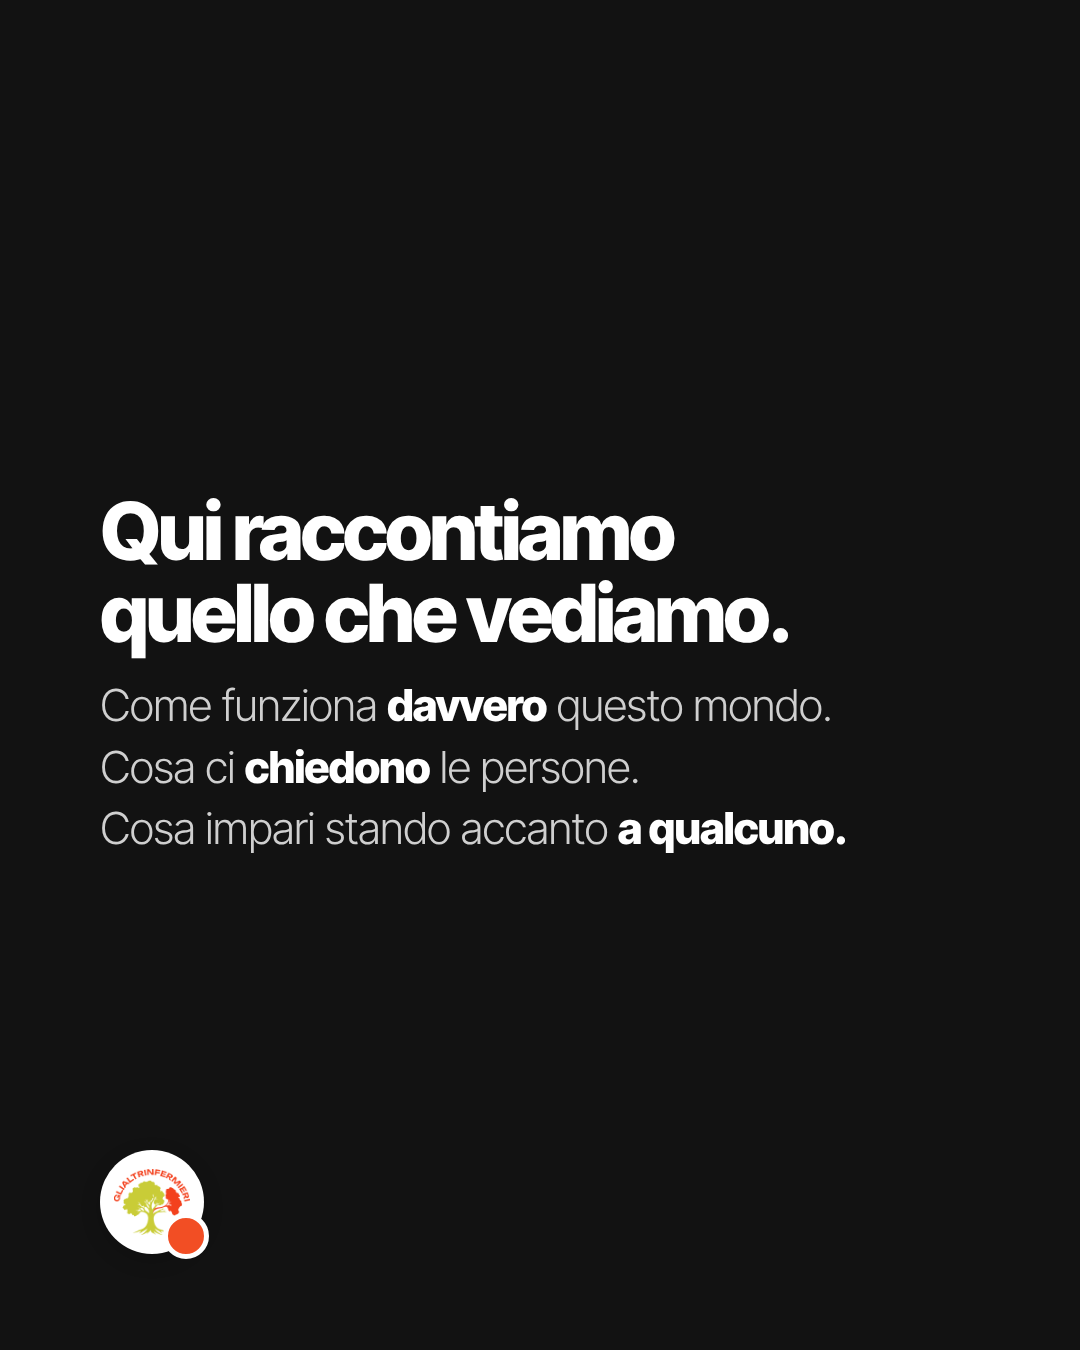 Qui raccontiamo
quello che vediamo.
Come funziona davvero questo mondo.
Cosa ci chiedono le persone.
Cosa impari stando accanto a qualcuno.
GLIALTRINFERMIERI